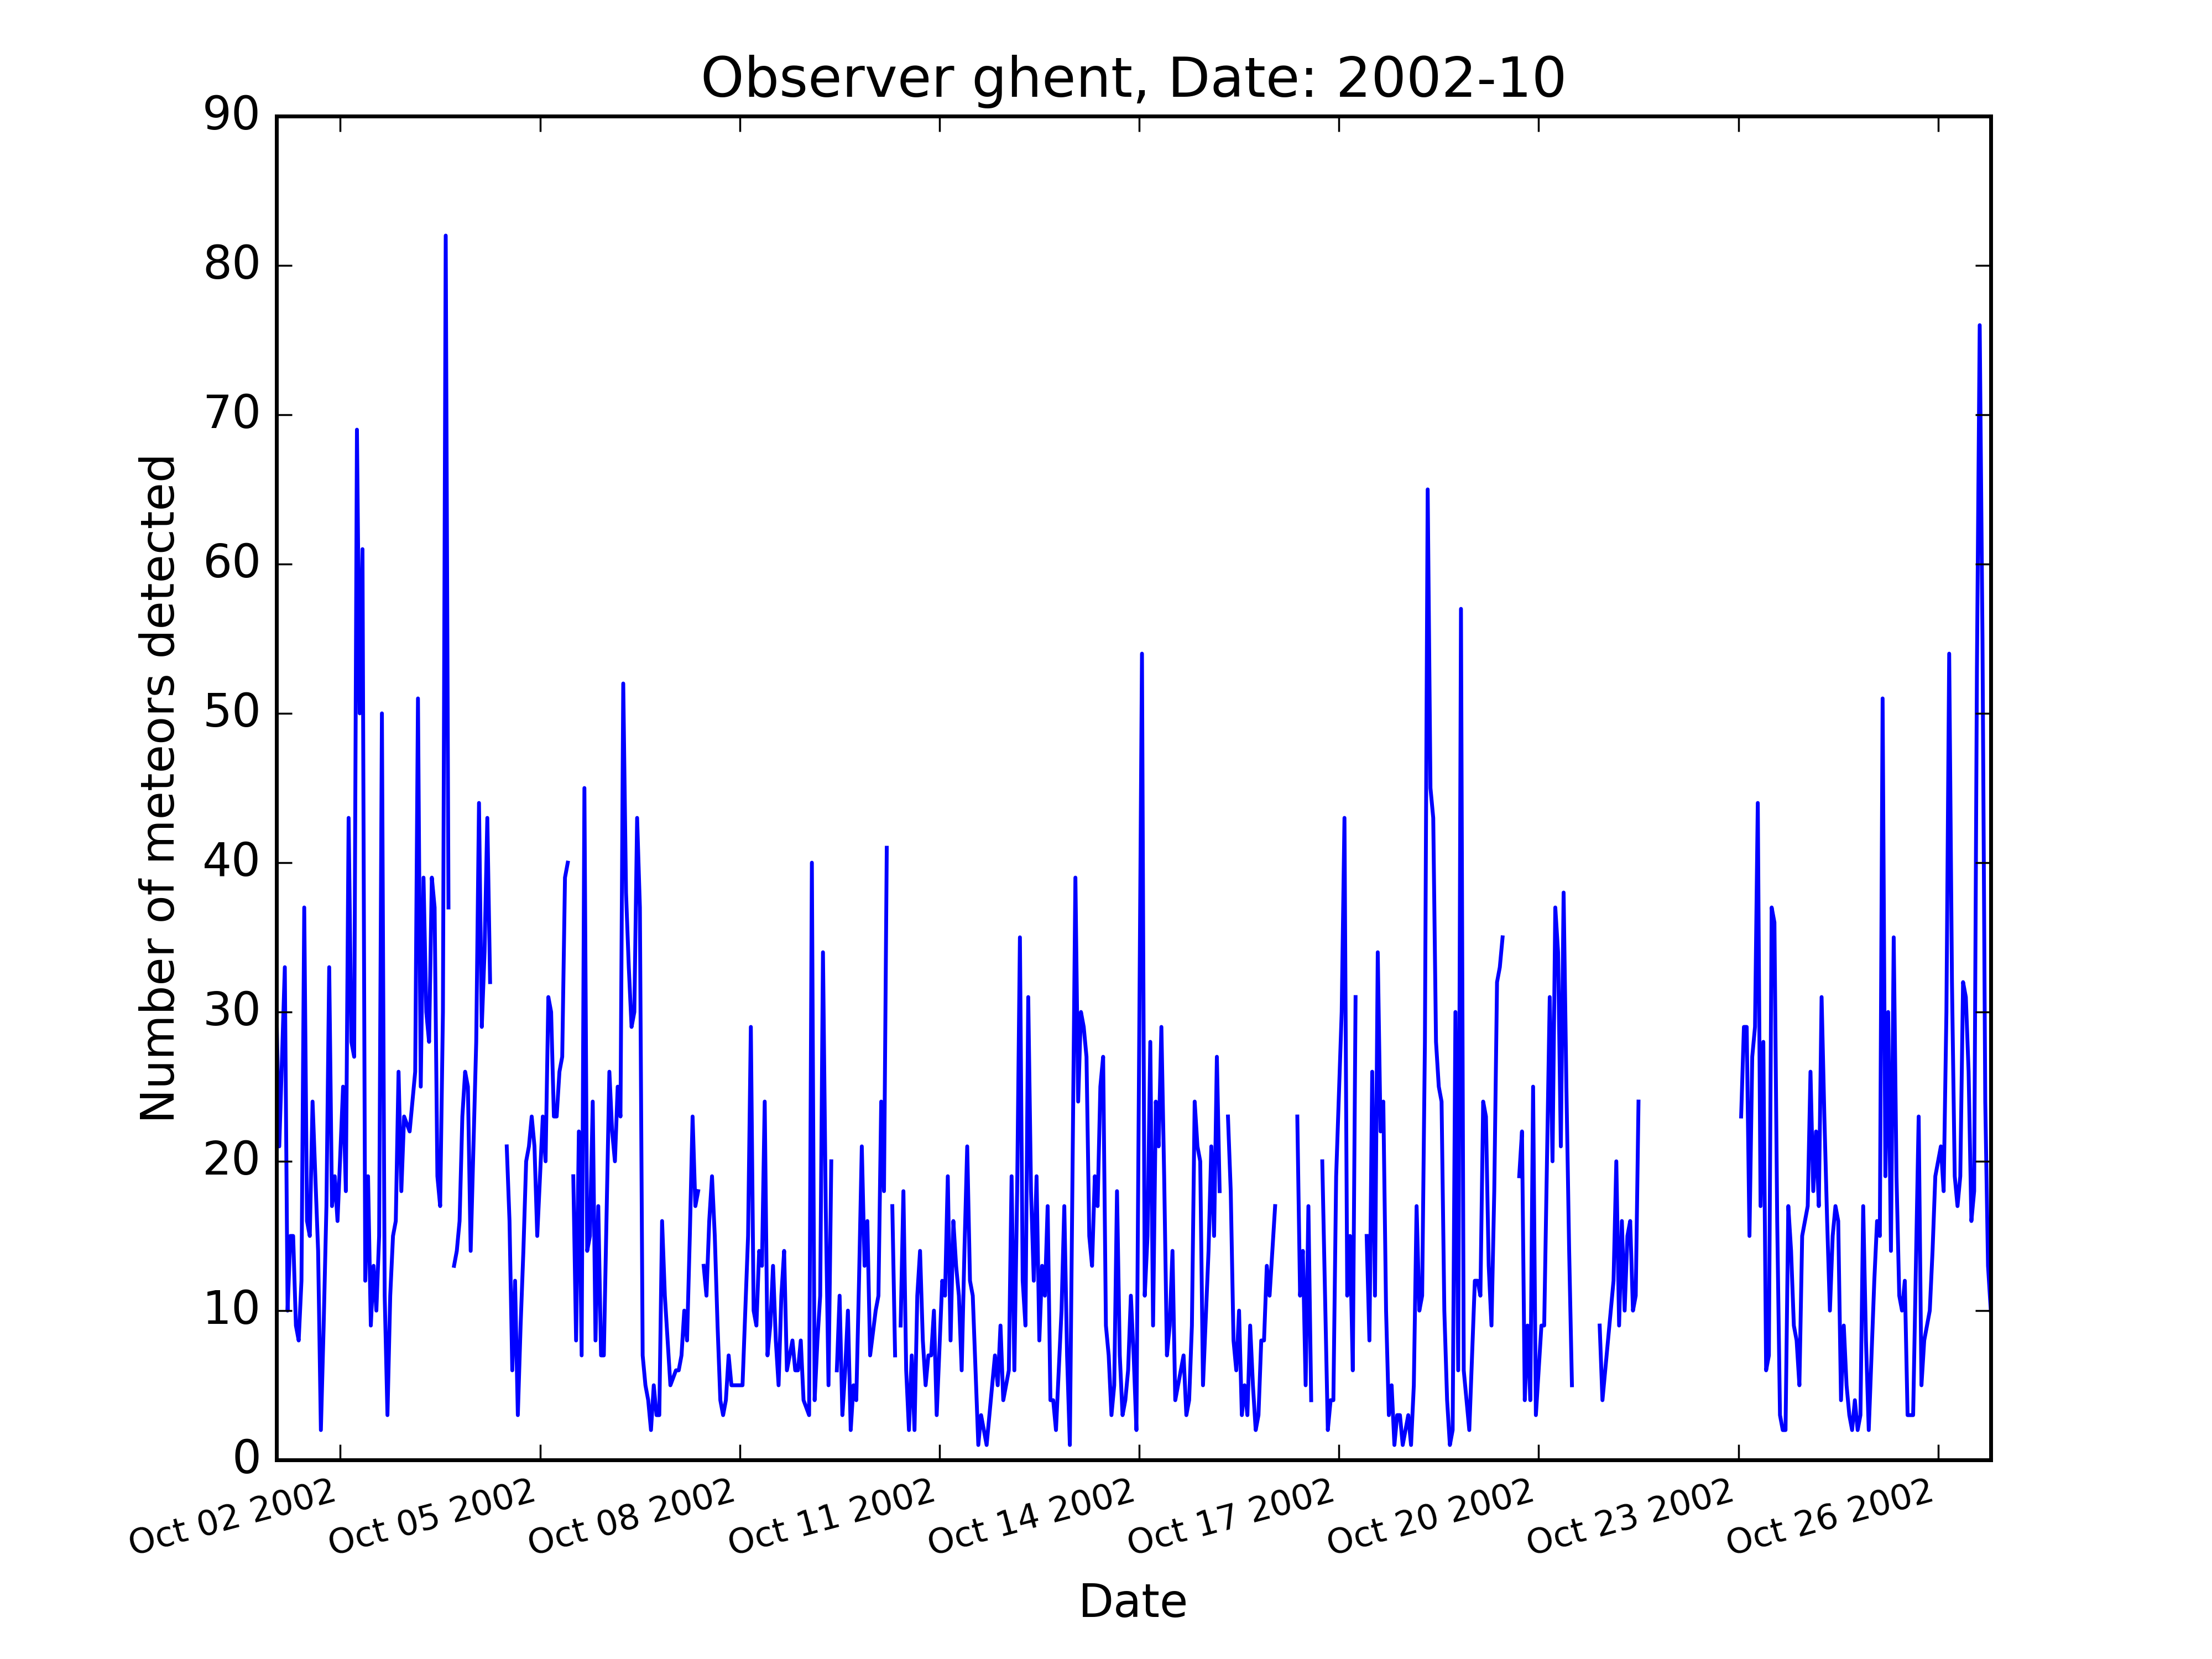 Observer ghent, Date: 2002-10
90
80
70
60
50
40
30
20
10
0
Number of meteors detected
Oct 02 2002
Oct 05 2002
Oct 08 2002
Oct 11 2002
Oct 14 2002
Oct 17 2002
Oct 20 2002
Oct 23 2002
Oct 26 2002
Date